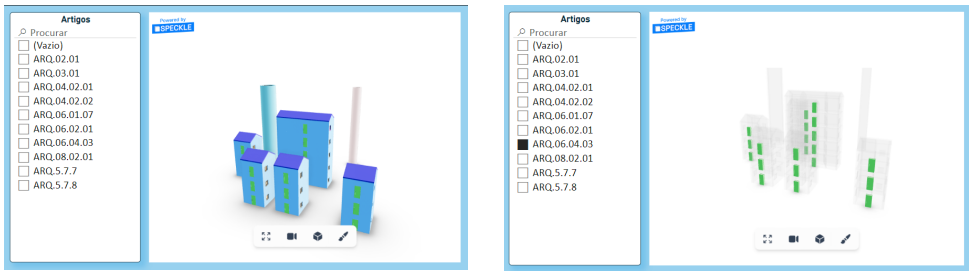 Artigos
Procurar
(Vazio)
ARQ.02.01
ARQ.03.01
ARQ.04.02.01
ARQ.04.02.02
ARQ.06.01.07
ARQ.06.02.01
ARQ.06.04.03
ARQ.08.02.01
ARQ.5.7.7
ARQ.5.7.8
Powered by
SPECKLE
Artigos
Procurar
(Vazio)
ARQ.02.01
ARQ.03.01
ARQ.04.02.01
ARQ.04.02.02
ARQ.06.01.07
ARQ.06.02.01
ARQ.06.04.03
ARQ.08.02.01
ARQ.5.7.7
ARQ.5.7.8
Powered by
SPECKLE